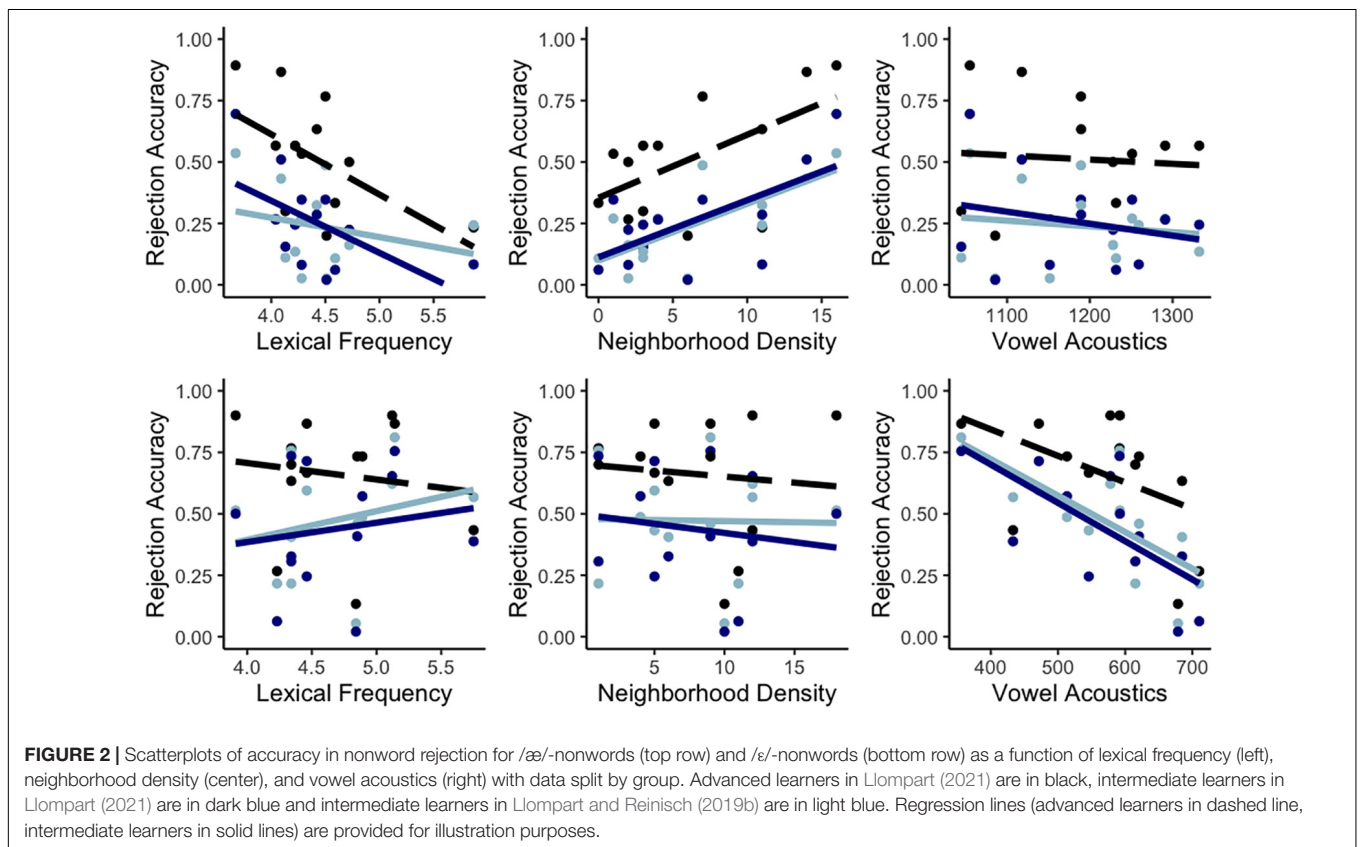 1.00
0.75
0.50
0.25
0.00
Rejection Accuracy
4.0 4.5 5.0 5.5
Lexical Frequency
1.00
0.75
0.50
0.25
0.00
Rejection Accuracy
0 5 10 15
Neighborhood Density
1.00
0.75
0.50
0.25
0.00
Rejection Accuracy
1100 1200 1300
Vowel Acoustics
1.00
0.75
0.50
0.25
0.00
Rejection Accuracy
4.0 4.5 5.0 5.5
Lexical Frequency
1.00
0.75
0.50
0.25
0.00
Rejection Accuracy
5 10 15
Neighborhood Density
1.00
0.75
0.50
0.25
0.00
Rejection Accuracy
400 500 600 700
Vowel Acoustics
FIGURE 2 | Scatterplots of accuracy in nonword rejection for /æ/-nonwords (top row) and /ε/-nonwords (bottom row) as a function of lexical frequency (left),
neighborhood density (center), and vowel acoustics (right) with data split by group. Advanced learners in Llompart (2021) are in black, intermediate learners in
Llompart (2021) are in dark blue and intermediate learners in Llompart and Reinisch (2019b) are in light blue. Regression lines (advanced learners in dashed line,
intermediate learners in solid lines) are provided for illustration purposes.